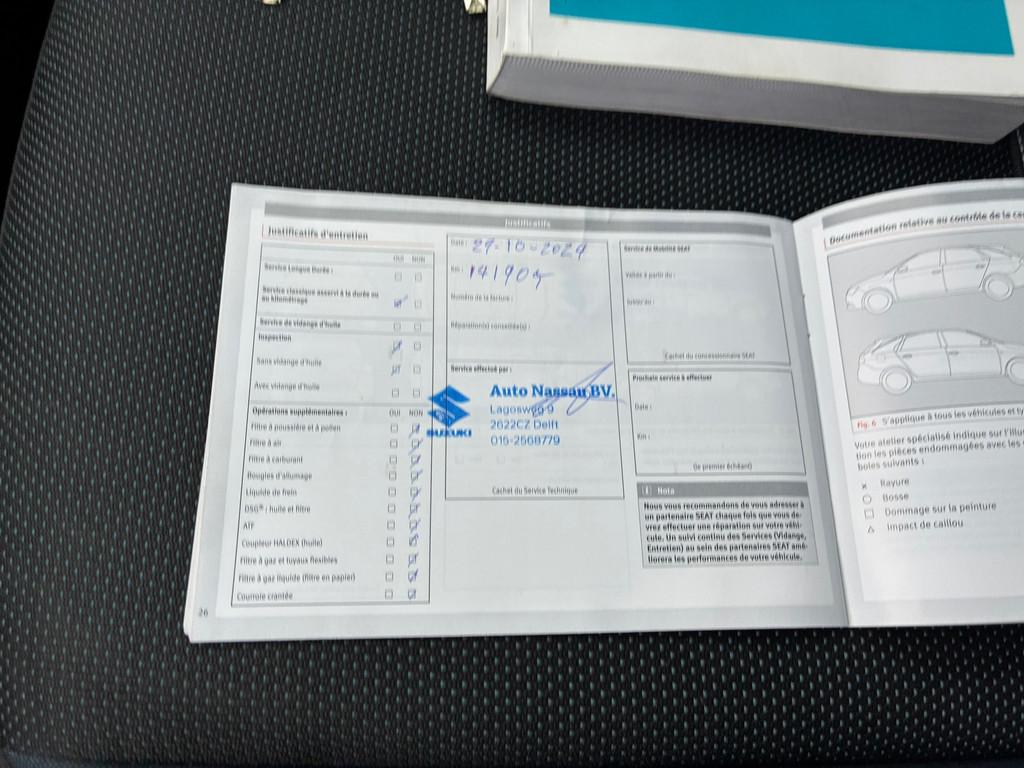 Justificatifs
Justificatifs d'entretien
OUI NON
Service Longue Durée :
Service classique asservi à la durée ou
au kilométrage
Service de vidange d'huile
Inspection
Sans vidange d'huile
Avec vidange d'huile
Opérations supplémentaires : OUI NON
Filtre à poussière et à pollen
Filtre à air
Filtre à carburant
Bougies d'allumage
Liquide de frein
DSG® : huile et filtre
ATF
Coupleur HALDEX (huile)
Filtre à gaz et tuyaux flexibles
Filtre à gaz liquide (filtre en papier)
Courroie crantée
26
Date : 29-10-2024
Km : 141904
Numéro de la facture :
Réparation(s) conseillée(s) :
Service effectué par :
SUZUKI
Auto Nassau BV.
Lagosweg 9
2622CZ Delft
015-2568779
Cachet du Service Technique
Service de Mobilité SEAT
Valide à partir du :
Jusqu'au :
Cachet du concessionnaire SEAT
Prochain service à effectuer
Date :
Km :
(le premier échéant)
i Nota
Nous vous recommandons de vous adresser à
un partenaire SEAT chaque fois que vous de-
vrez effectuer une réparation sur votre véhi-
cule. Un suivi continu des Services (Vidange,
Entretien) au sein des partenaires SEAT amé-
liorera les performances de votre véhicule.
Documentation relative au contrôle de la
Fig. 6 S'applique à tous les véhicules et
Votre atelier spécialisé indique sur
tion les pièces endommagées avec les
boles suivants :
× Rayure
○ Bosse
□ Dommage sur la peinture
△ Impact de caillou